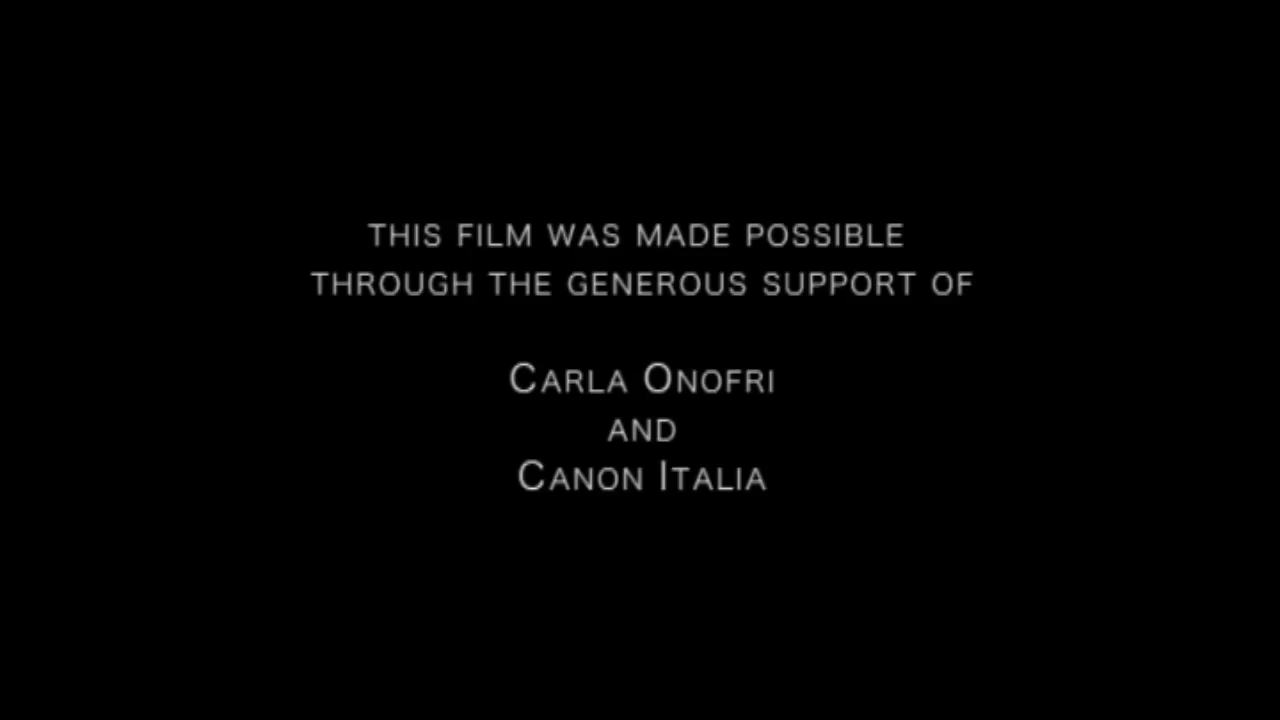 THIS FILM WAS MADE POSSIBLE
THROUGH THE GENEROUS SUPPORT OF
CARLA ONOFRI
AND
CANON ITALIA